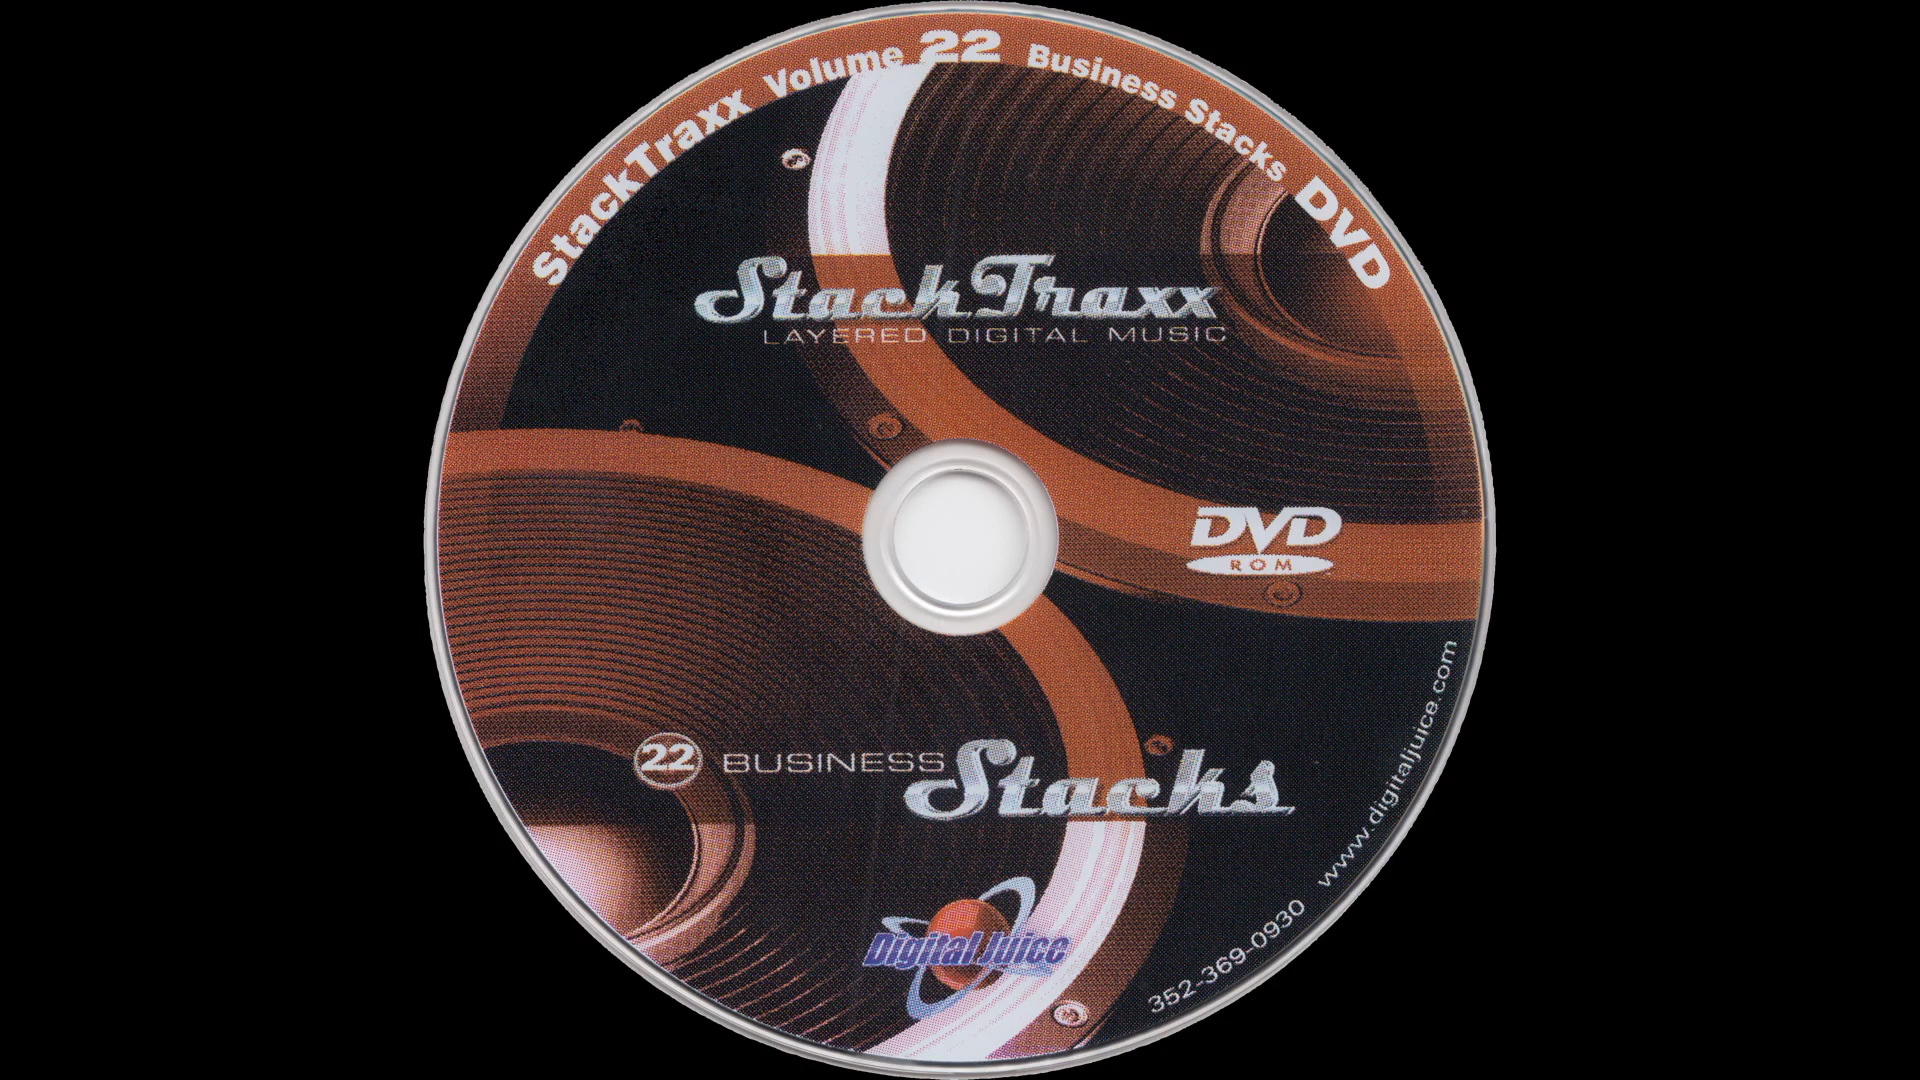 StackTraxx Volume 22 Business Stacks DVD
StackTraxx
LAYERED DIGITAL MUSIC
DVD
ROM
22 BUSINESS Stacks
Digital Juice
www.digitaljuice.com
352-369-0930